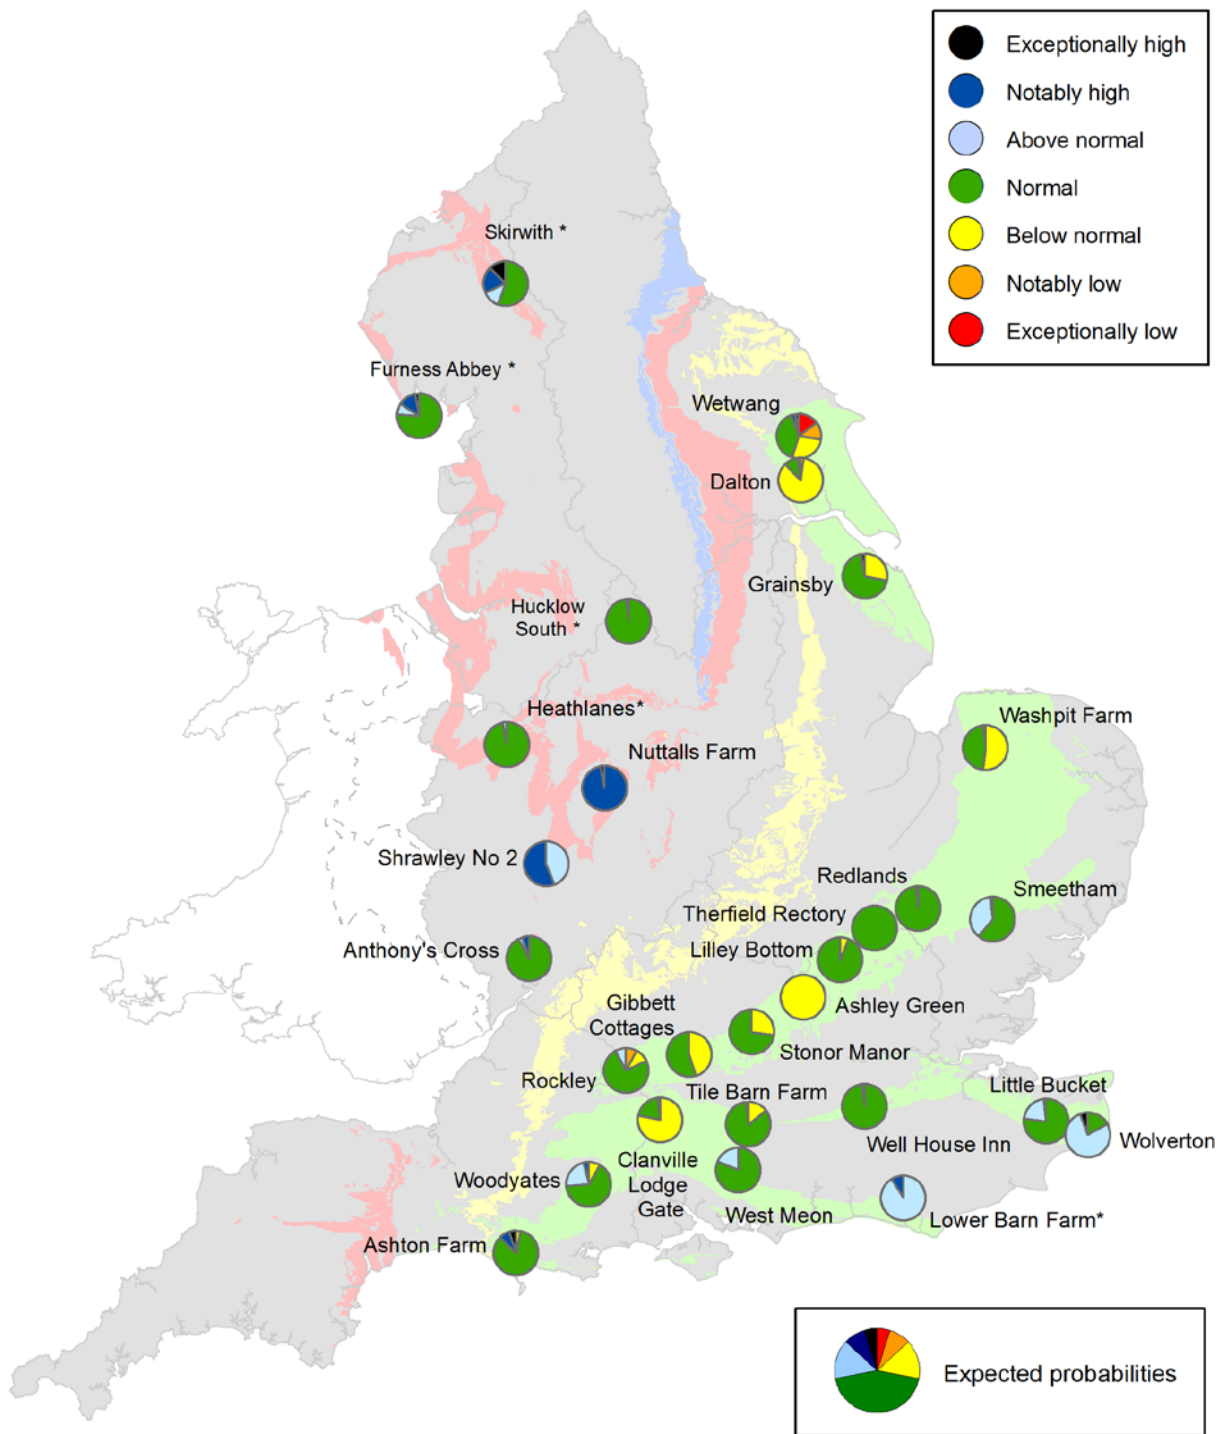 Exceptionally high
Notably high
Above normal
Normal
Below normal
Notably low
Exceptionally low
Skirwith *
Furness Abbey *
Wetwang
Dalton
Grainsby
Hucklow
South *
Heathlanes*
Nuttalls Farm
Washpit Farm
Shrawley No 2
Redlands
Smeetham
Therfield Rectory
Anthony's Cross
Lilley Bottom
Gibbett
Cottages
Ashley Green
Stonor Manor
Rockley
Tile Barn Farm
Little Bucket
Well House Inn
Wolverton
Clanville
Lodge
Gate
Woodyates
West Meon
Lower Barn Farm*
Ashton Farm
Expected probabilities